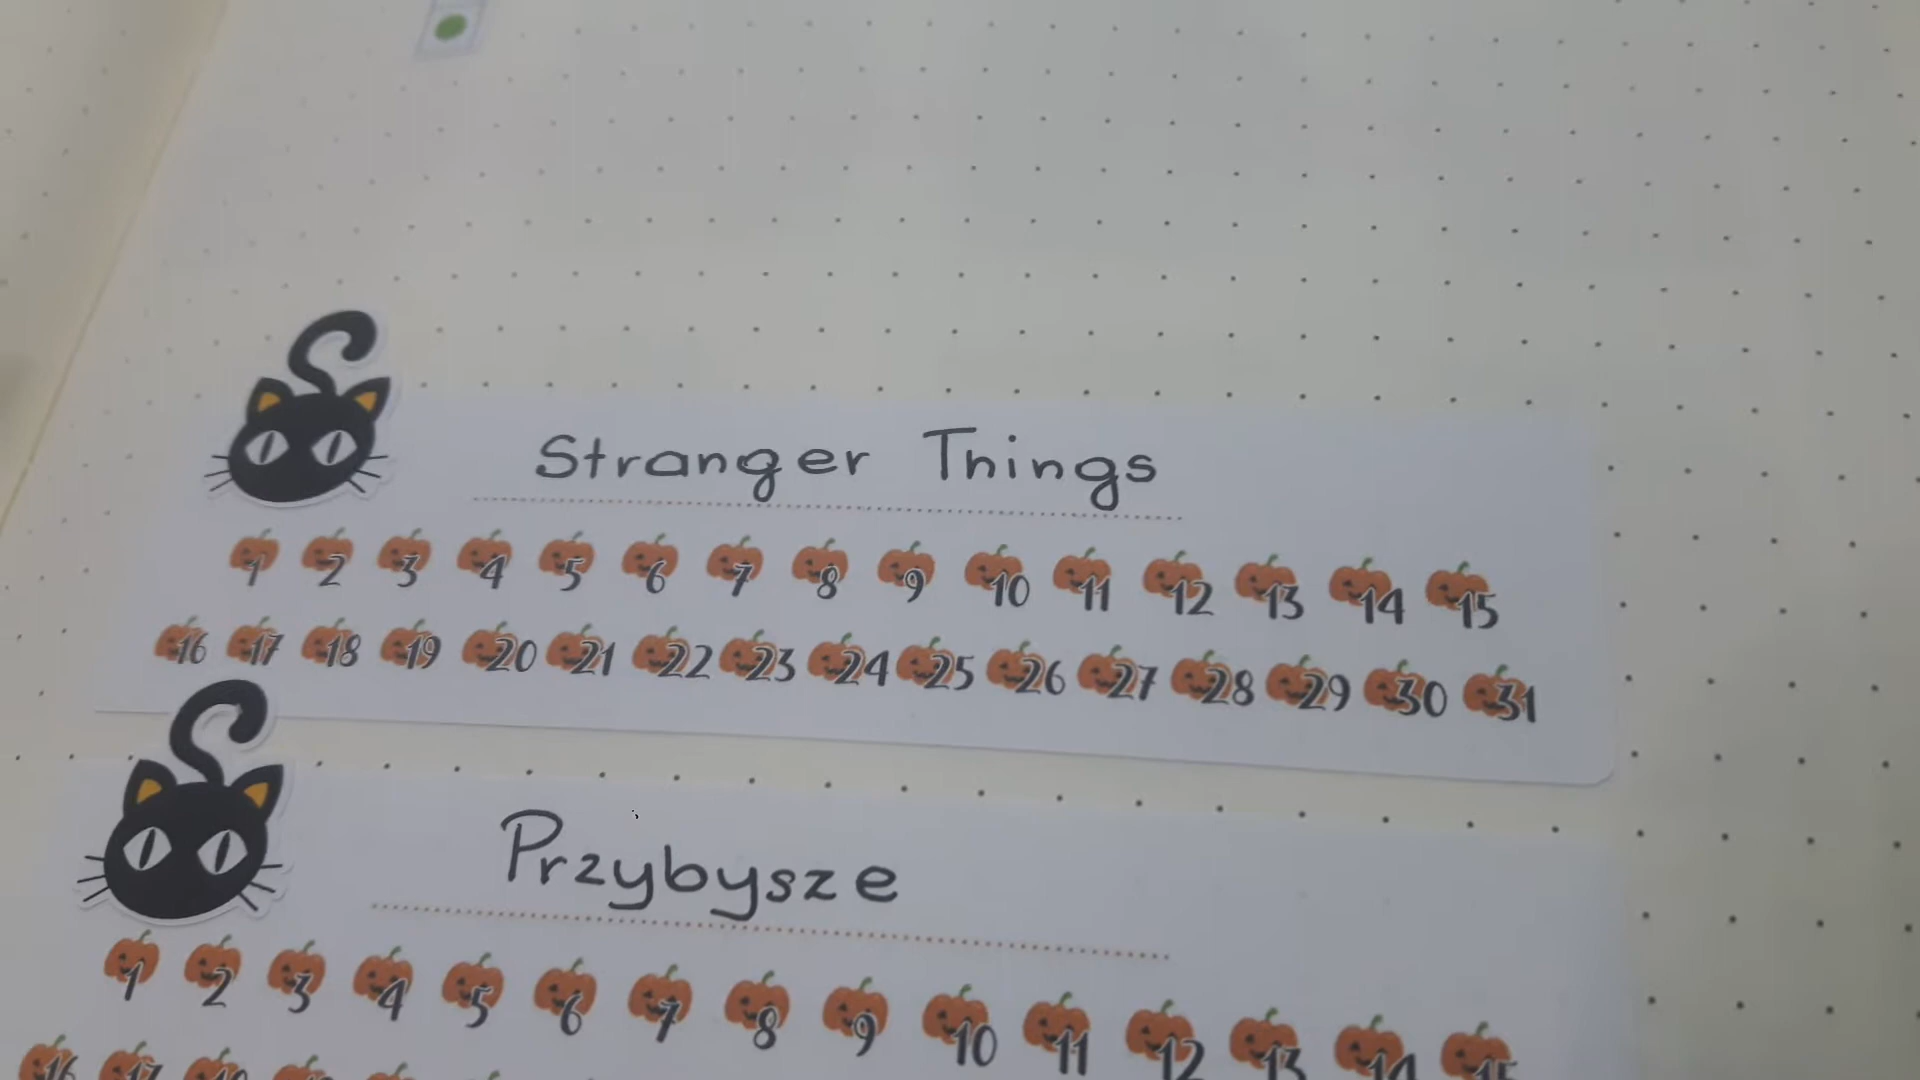 Stranger Things
1 2 3 4 5 6 7 8 9 10 11 12 13 14 15
16 17 18 19 20 21 22 23 24 25 26 27 28 29 30 31
Przybysze
1 2 3 4 5 6 7 8 9 10 11 12 13 14 15
16 17